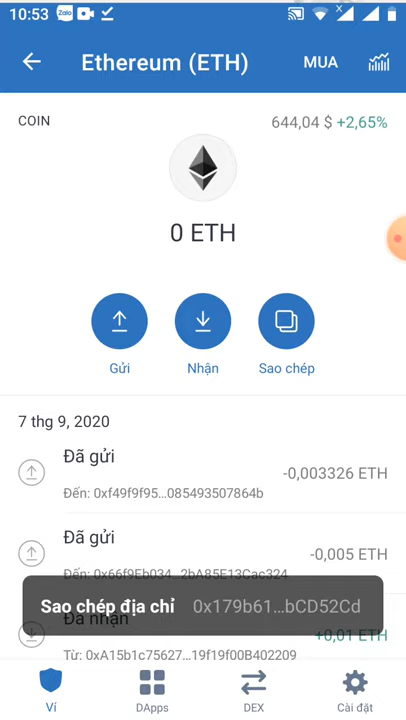 10:53 Zalo
Ethereum (ETH) MUA
COIN 644,04 $ +2,65%
0 ETH
Gửi Nhận Sao chép
7 thg 9, 2020
Đã gửi
-0,003326 ETH
Đến: 0xf49f9f95...085493507864b
Đã gửi
-0,005 ETH
Đến: 0x66f9Eb034...2bA85E13Cac324
Sao chép địa chỉ 0x179b61...bCD52Cd
Đã nhận
+0,01 ETH
Từ: 0xA15b1c75627...19f19f00B402209
Ví DApps DEX Cài đặt